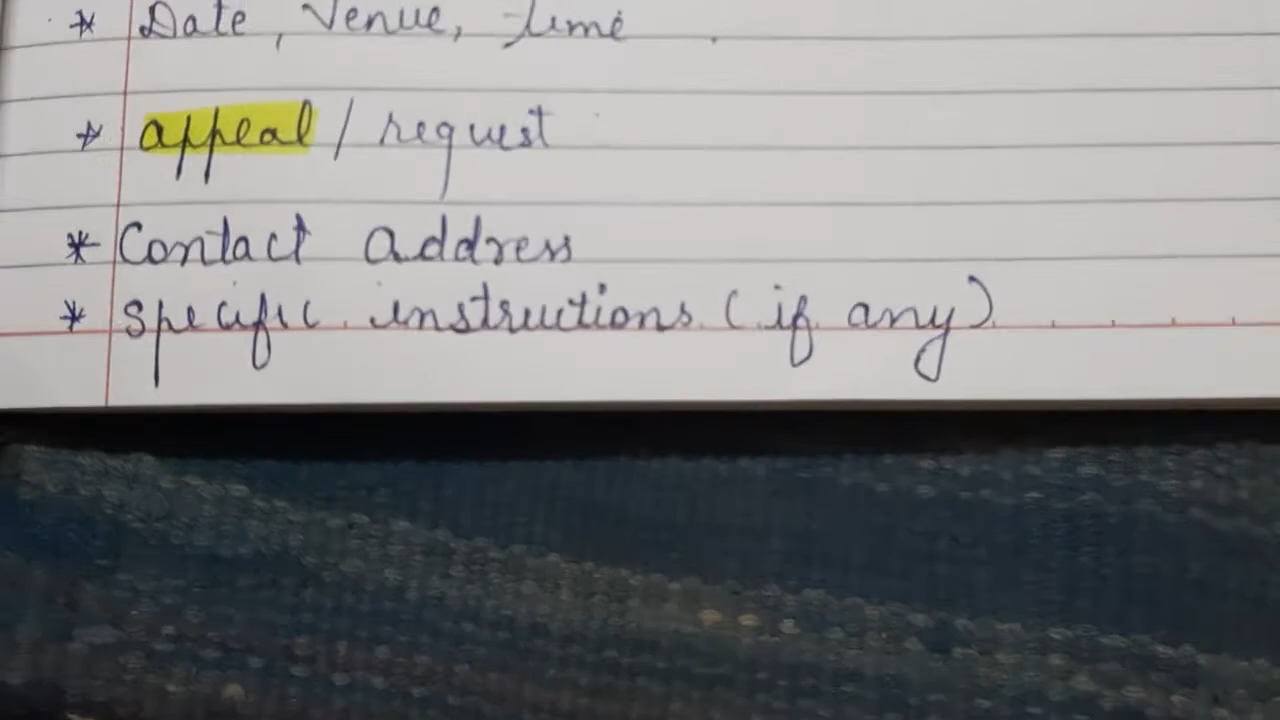 * Date, Venue, time
* appeal / request
* Contact address
* Specific instructions (if any)